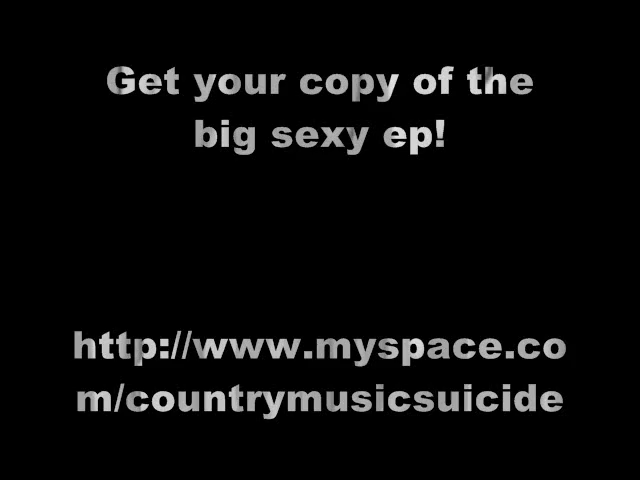 Get your copy of the
big sexy ep!
http://www.myspace.co
m/countrymusicsuicide